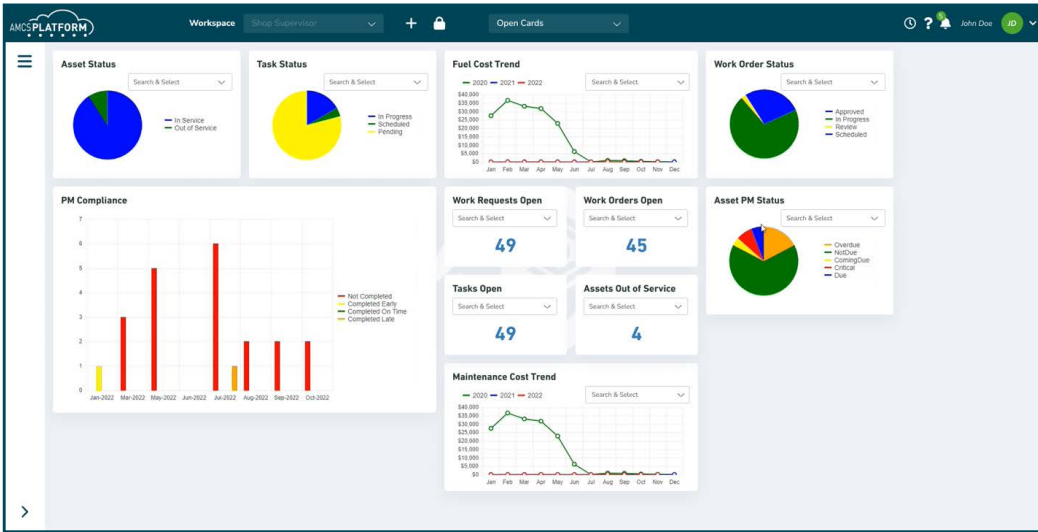 AMCSPLATFORM
Workspace Shop Supervisor Open Cards 5 John Doe JD
Asset Status
Search & Select
In Service
Out of Service
Task Status
Search & Select
In Progress
Scheduled
Pending
Fuel Cost Trend
2020 2021 2022
Search & Select
$40,000
$35,000
$30,000
$25,000
$20,000
$15,000
$10,000
$5,000
$0
Jan Feb Mar Apr May Jun Jul Aug Sep Oct Nov Dec
Work Order Status
Search & Select
Approved
In Progress
Review
Scheduled
PM Compliance
7
6
5
4
3
2
1
0
Jan-2022 Mar-2022 May-2022 Jun-2022 Jul-2022 Aug-2022 Sep-2022 Oct-2022
Not Completed
Completed Early
Completed On Time
Completed Late
Work Requests Open
Search & Select
49
Work Orders Open
Search & Select
45
Asset PM Status
Search & Select
Overdue
NotDue
ComingDue
Critical
Due
Tasks Open
Search & Select
49
Assets Out of Service
Search & Select
4
Maintenance Cost Trend
2020 2021 2022
Search & Select
$40,000
$35,000
$30,000
$25,000
$20,000
$15,000
$10,000
$5,000
$0
Jan Feb Mar Apr May Jun Jul Aug Sep Oct Nov Dec